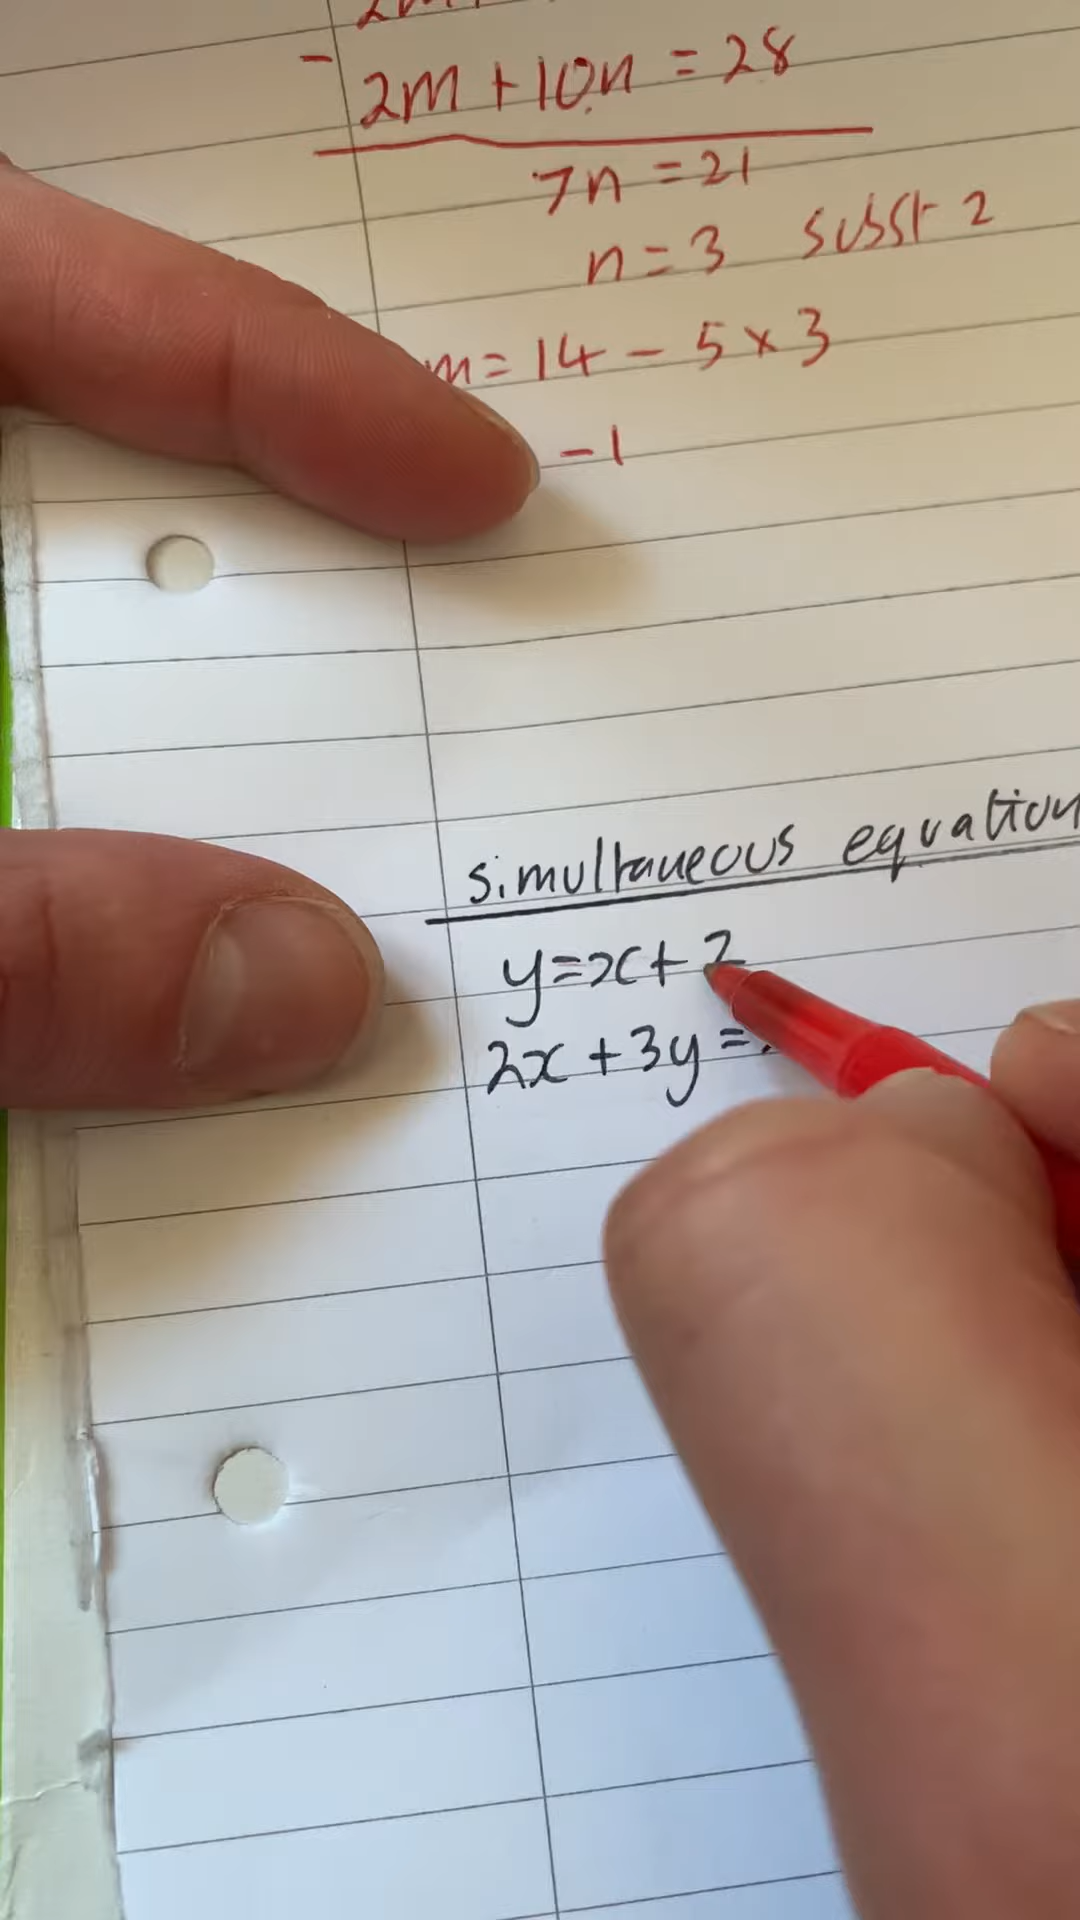 -
2m + 10n = 28
7n = 21
n = 3 subst 2
m = 14 - 5 × 3
-1
simultaneous equation
y = x + 2
2x + 3y =